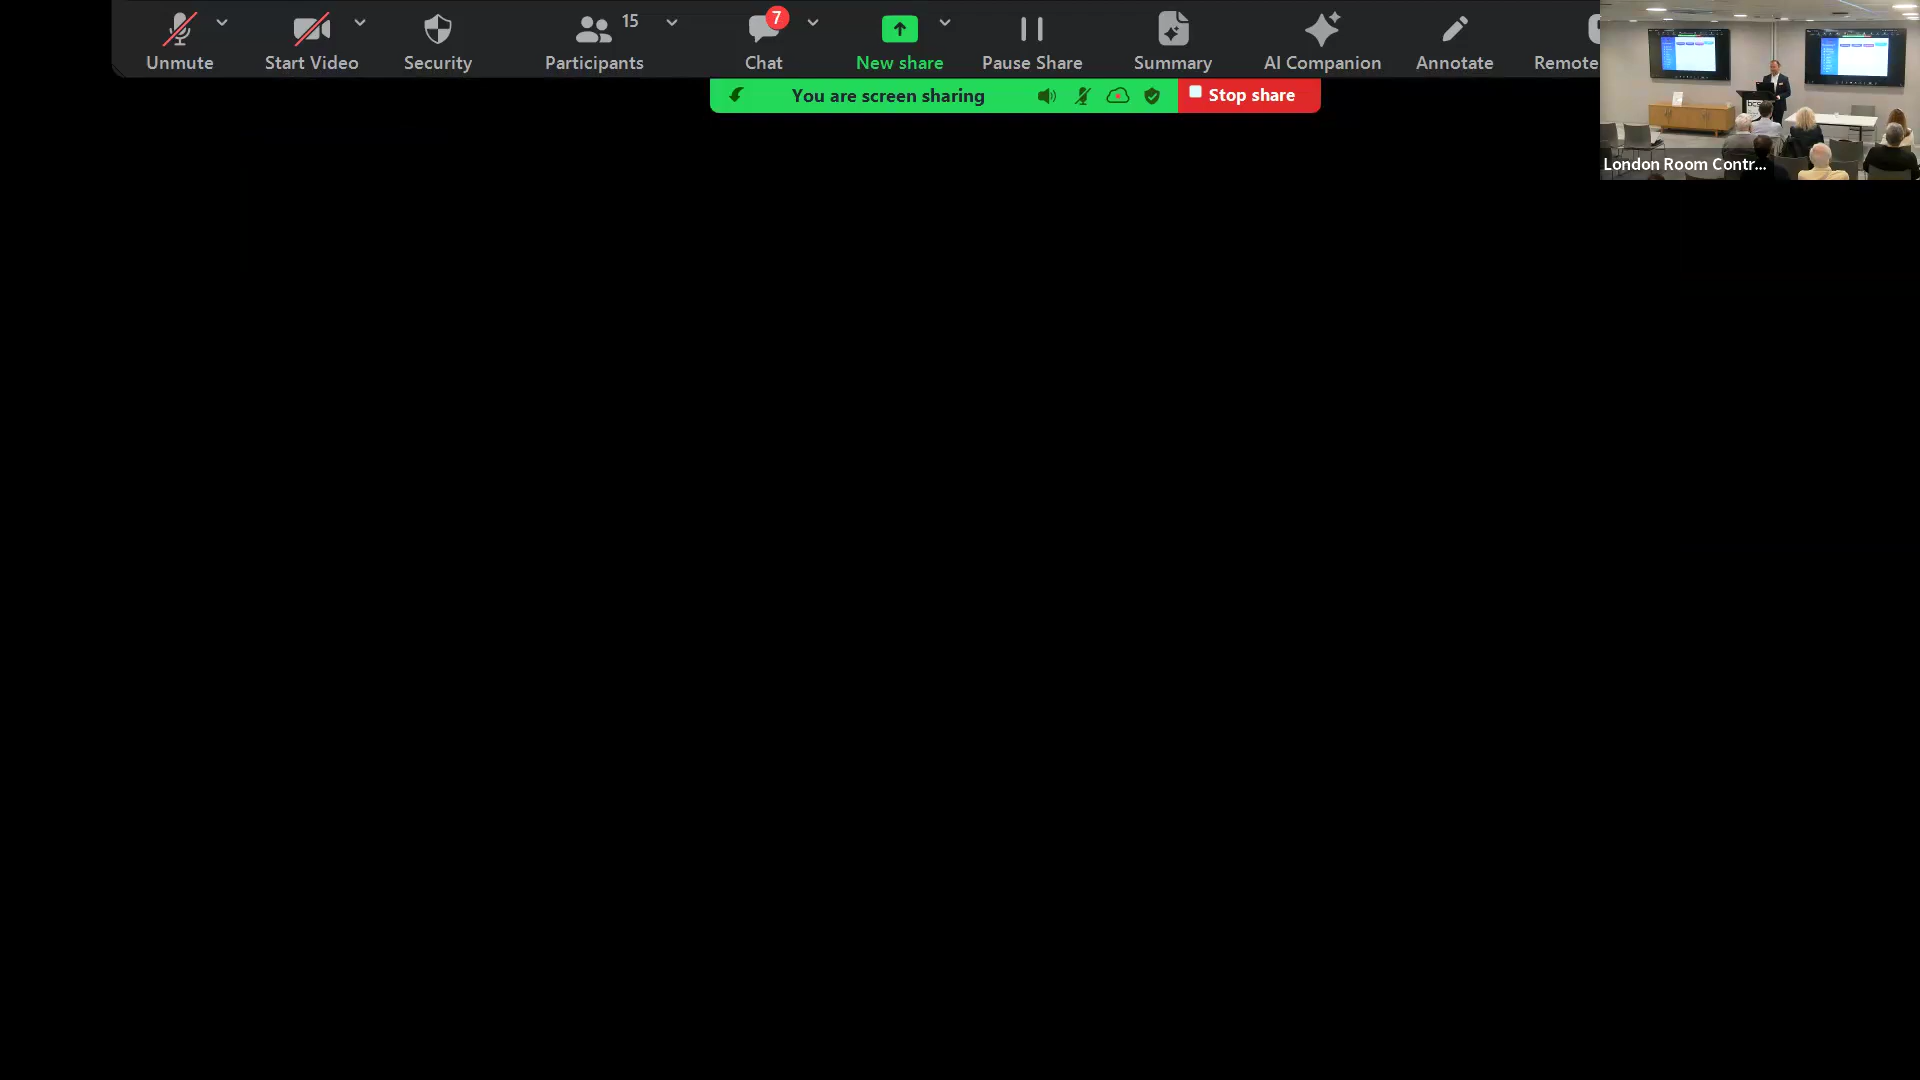 Unmute
Start Video
Security
Participants
15
Chat
7
New share
Pause Share
Summary
AI Companion
Annotate
Remote
You are screen sharing
Stop share
London Room Contr...